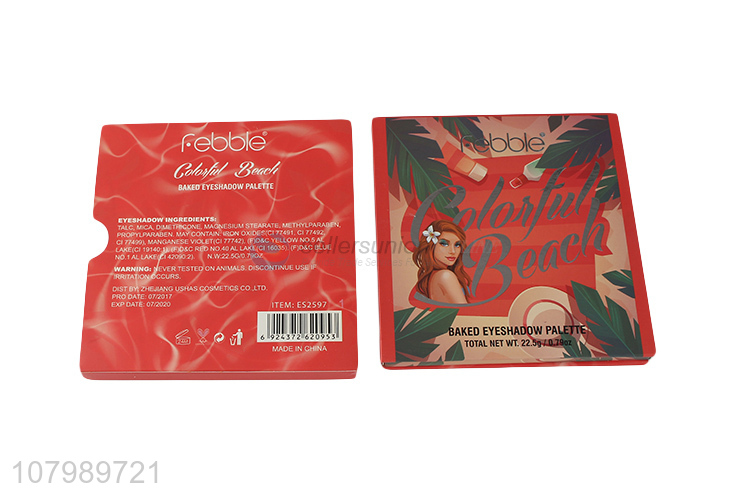 febble®
Colorful Beach
BAKED EYESHADOW PALETTE
EYESHADOW INGREDIENTS:
TALC, MICA, DIMETHICONE, MAGNESIUM STEARATE, METHYLPARABEN,
PROPYLPARABEN, MAY CONTAIN: IRON OXIDES(CI 77491, CI 77492,
CI 77499), MANGANESE VIOLET(CI 77742), (F)D&C YELLOW NO.5 AL
LAKE(CI 19140:1),(F)D&C RED NO.40 AL LAKE(CI 16035), (F)D&C BLUE
NO.1 AL LAKE(CI 42090:2).
N.W:22.5G/0.79OZ
WARNING: NEVER TESTED ON ANIMALS. DISCONTINUE USE IF
IRRITATION OCCURS.
DIST BY: ZHEJIANG USHAS COSMETICS CO.,LTD
PRO DATE: 07/2017
EXP DATE: 07/2020
ITEM: ES2597
6 924372 620953
MADE IN CHINA
febble
Colorful
Beach
BAKED EYESHADOW PALETTE
TOTAL NET WT. 22.5g / 0.79oz
1079989721